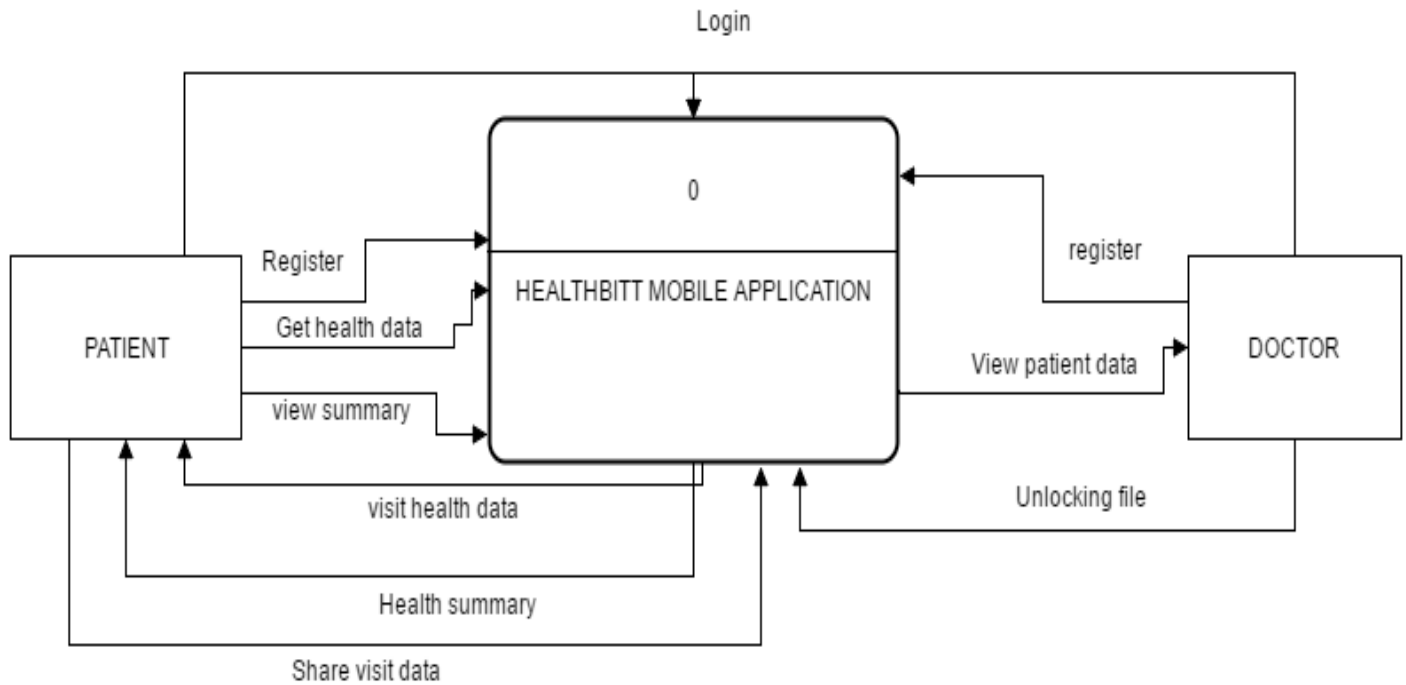 Login
0
Register
register
HEALTHBITT MOBILE APPLICATION
Get health data
PATIENT
DOCTOR
View patient data
view summary
visit health data
Unlocking file
Health summary
Share visit data